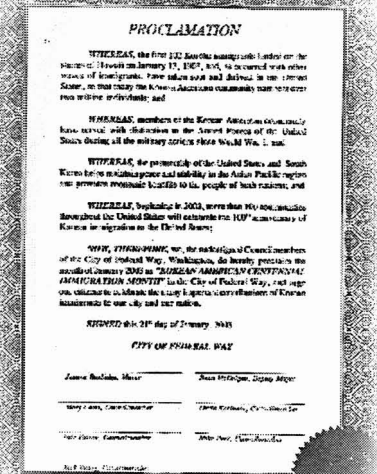 PROCLAMATION
WHEREAS, the first 102 Korean immigrants landed on the
shores of Hawaii on January 13, 1903, and, as occurred with other
waves of immigrants, have taken root and thrived in the United
States, so that today the Korean American community numbers over
two million individuals; and
WHEREAS, members of the Korean American community
have served with distinction in the Armed Forces of the United
States during all the military actions since World War I; and
WHEREAS, the partnership of the United States and South
Korea helps maintain peace and stability in the Asian Pacific region
and provides economic benefits to the people of both nations; and
WHEREAS, beginning in 2003, more than 100 communities
throughout the United States will celebrate the 100th anniversary of
Korean immigration to the United States;
NOW, THEREFORE, we, the undersigned Councilmembers
of the City of Federal Way, Washington, do hereby proclaim the
month of January 2003 as "KOREAN AMERICAN CENTENNIAL
IMMIGRATION MONTH" in the City of Federal Way, and urge
our citizens to celebrate the many important contributions of Korean
immigrants to our city and our nation.
SIGNED this 21st day of January, 2003
CITY OF FEDERAL WAY
Mayor
Deputy Mayor
Councilmember
Councilmember
Councilmember
Councilmember
Councilmember